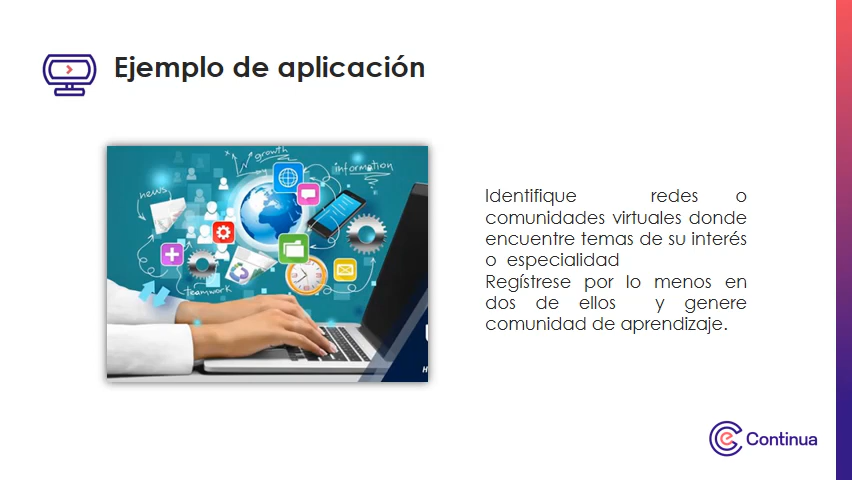 Ejemplo de aplicación
growth
information
news
teamwork
Identifique redes o
comunidades virtuales donde
encuentre temas de su interés
o especialidad
Regístrese por lo menos en
dos de ellos y genere
comunidad de aprendizaje.
Continua